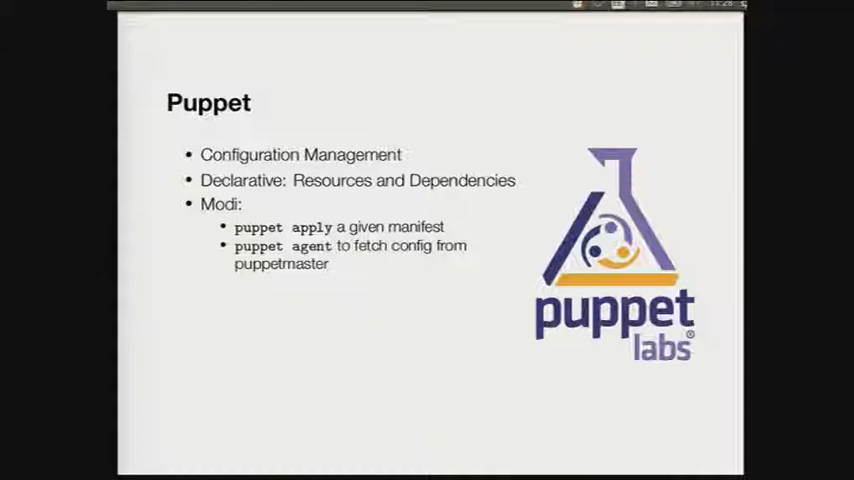 Puppet
• Configuration Management
• Declarative: Resources and Dependencies
• Modi:
• puppet apply a given manifest
• puppet agent to fetch config from
puppetmaster
puppet
labs®